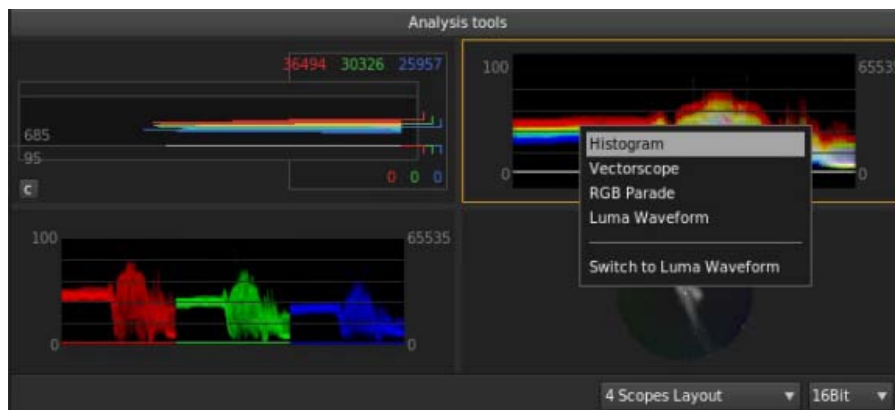 Analysis tools
36494 30326 25957
685
95
0 0 0
C
100 65535
0 0
Histogram
Vectorscope
RGB Parade
Luma Waveform
Switch to Luma Waveform
100 65535
0 0
4 Scopes Layout 16Bit